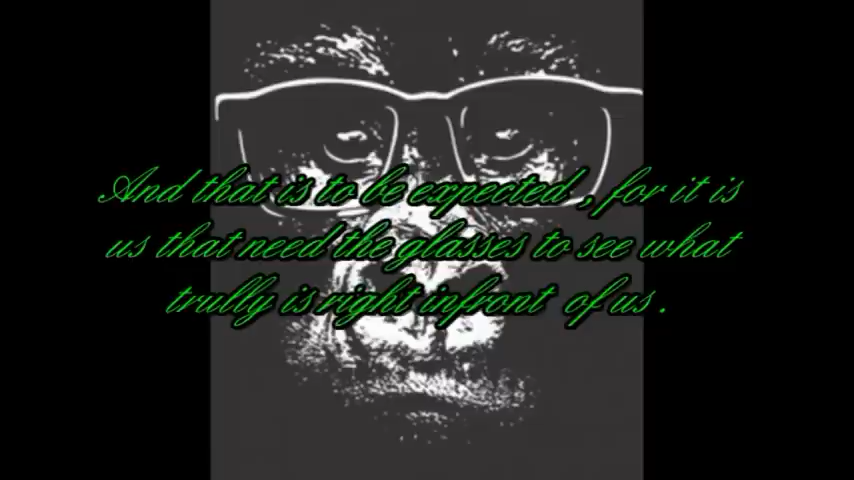 And that is to be expected , for it is
us that need the glasses to see what
trully is right infront of us .